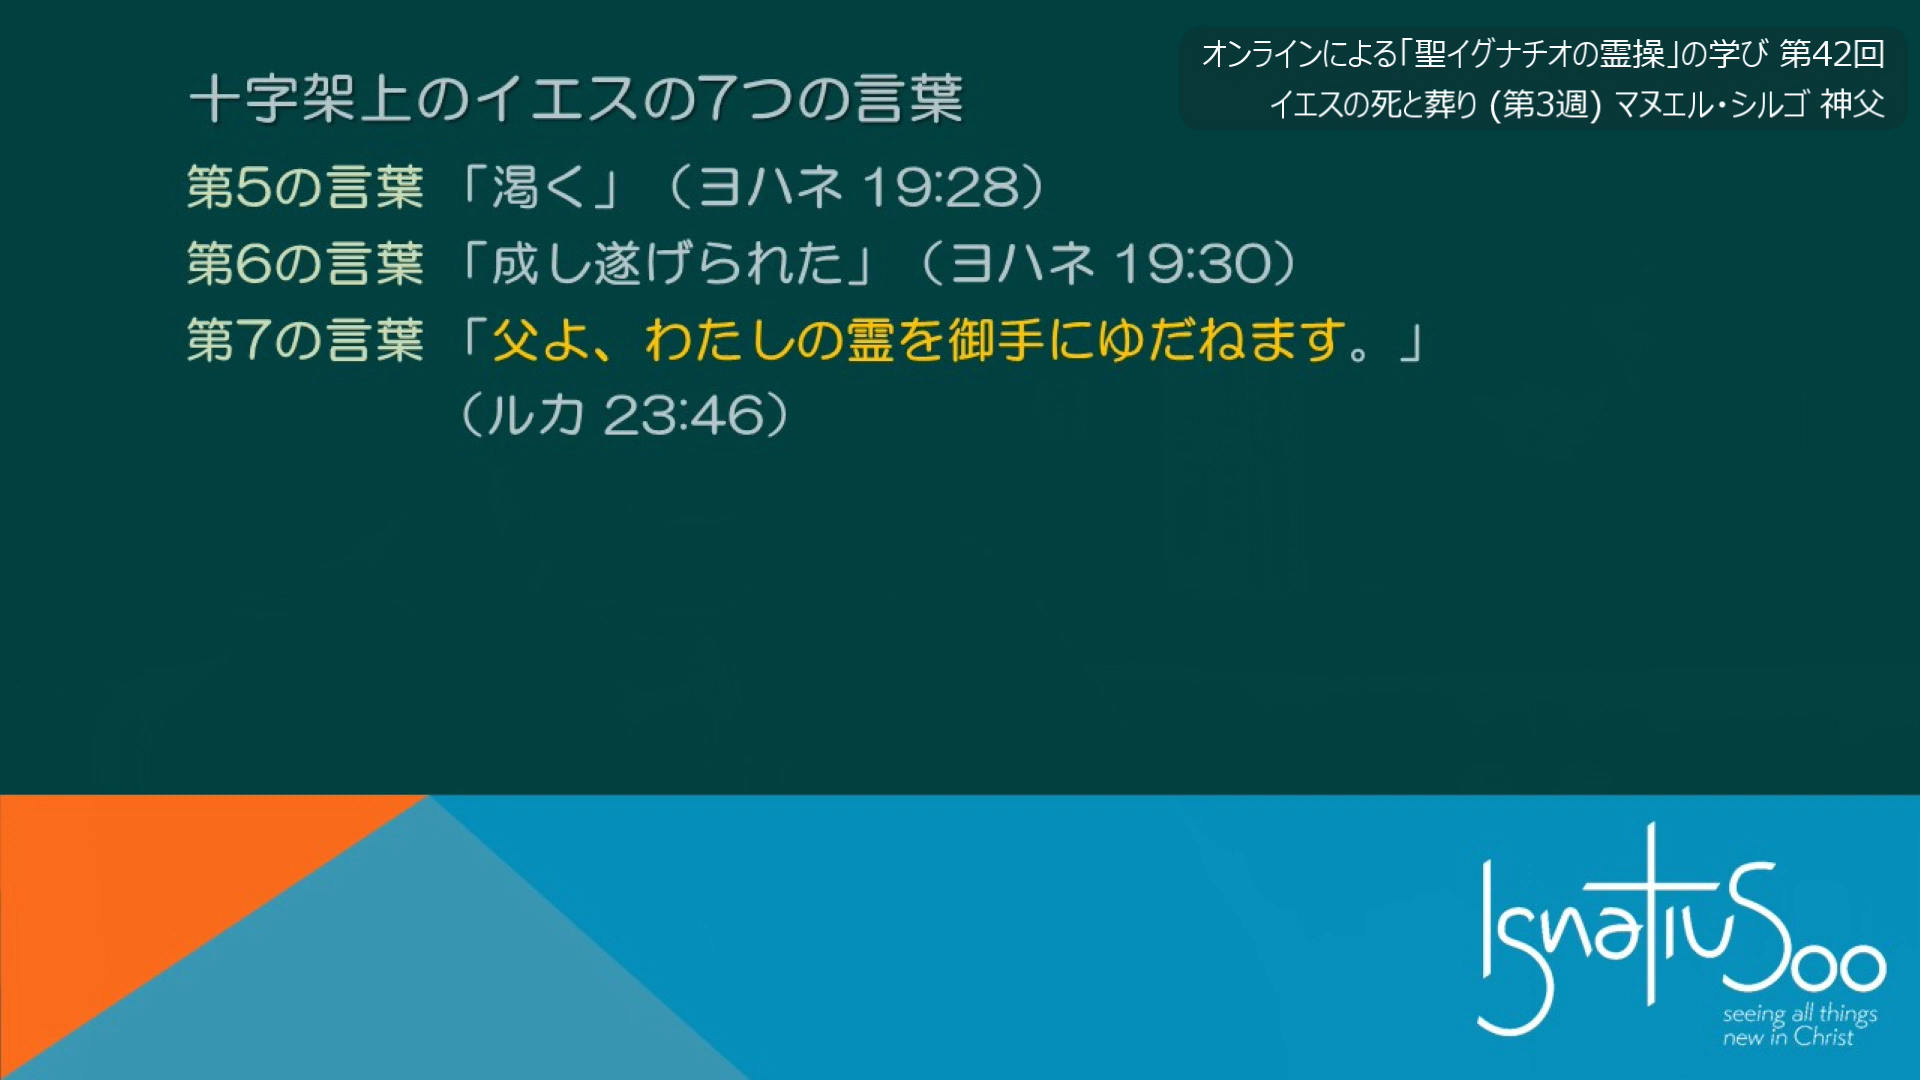 オンラインによる「聖イグナチオの霊操」の学び 第42回
イエスの死と葬り (第3週) マヌエル・シルゴ 神父
十字架上のイエスの7つの言葉
第5の言葉 「渇く」（ヨハネ 19:28）
第6の言葉 「成し遂げられた」（ヨハネ 19:30）
第7の言葉 「父よ、わたしの霊を御手にゆだねます。」
（ルカ 23:46）
IgnatiuS500
seeing all things
new in Christ